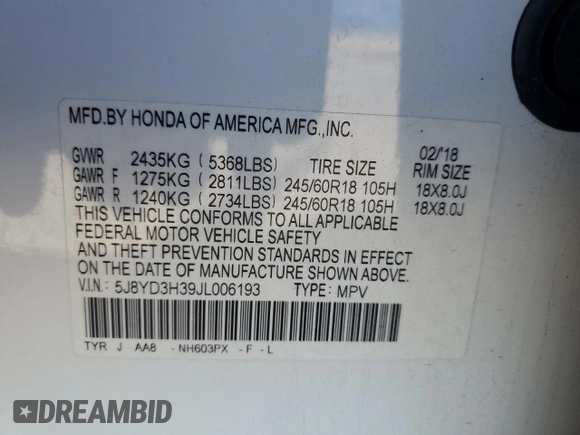 MFD.BY HONDA OF AMERICA MFG.,INC.
02/'18
GVWR 2435KG ( 5368LBS) TIRE SIZE RIM SIZE
GAWR F 1275KG ( 2811LBS) 245/60R18 105H 18X8.0J
GAWR R 1240KG ( 2734LBS) 245/60R18 105H 18X8.0J
THIS VEHICLE CONFORMS TO ALL APPLICABLE
FEDERAL MOTOR VEHICLE SAFETY
AND THEFT PREVENTION STANDARDS IN EFFECT
ON THE DATE OF MANUFACTURE SHOWN ABOVE.
V.I.N.: 5J8YD3H39JL006193 TYPE: MPV
TYR J AA8 - NH603PX - F - L
DREAMBID